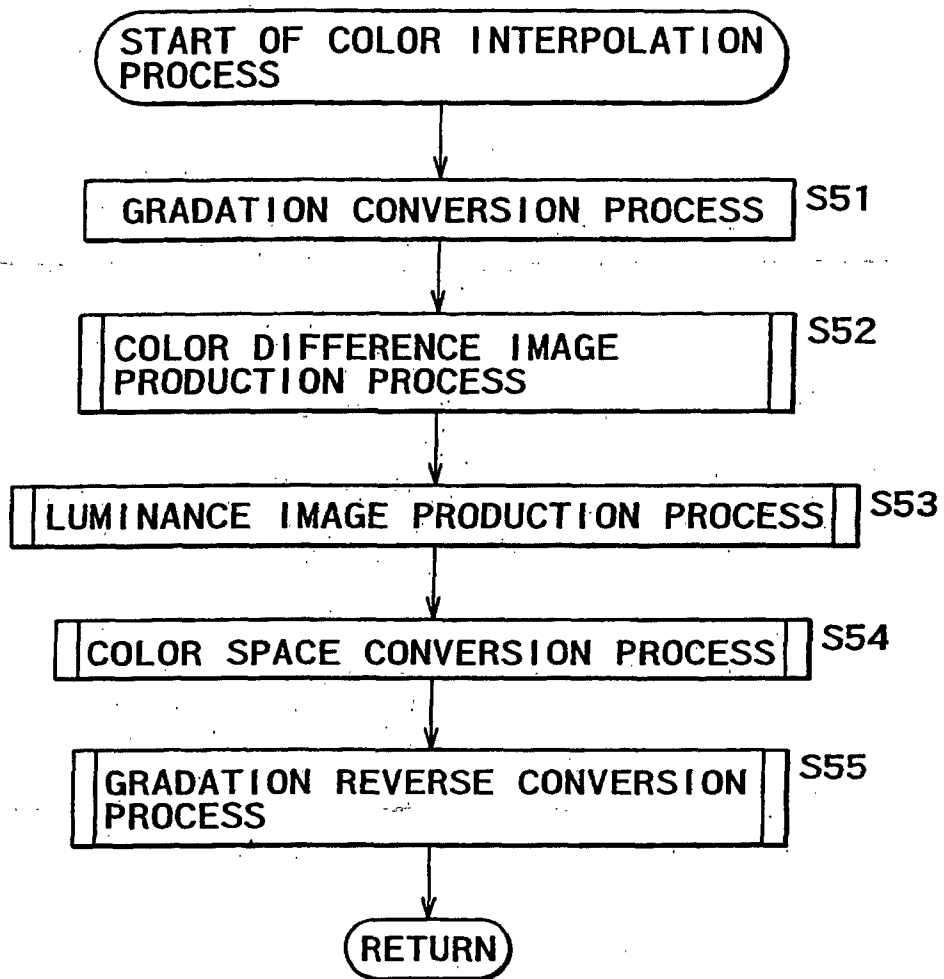 START OF COLOR INTERPOLATION
PROCESS
GRADATION CONVERSION PROCESS
S51
COLOR DIFFERENCE IMAGE
PRODUCTION PROCESS
S52
LUMINANCE IMAGE PRODUCTION PROCESS
S53
COLOR SPACE CONVERSION PROCESS
S54
GRADATION REVERSE CONVERSION
PROCESS
S55
RETURN